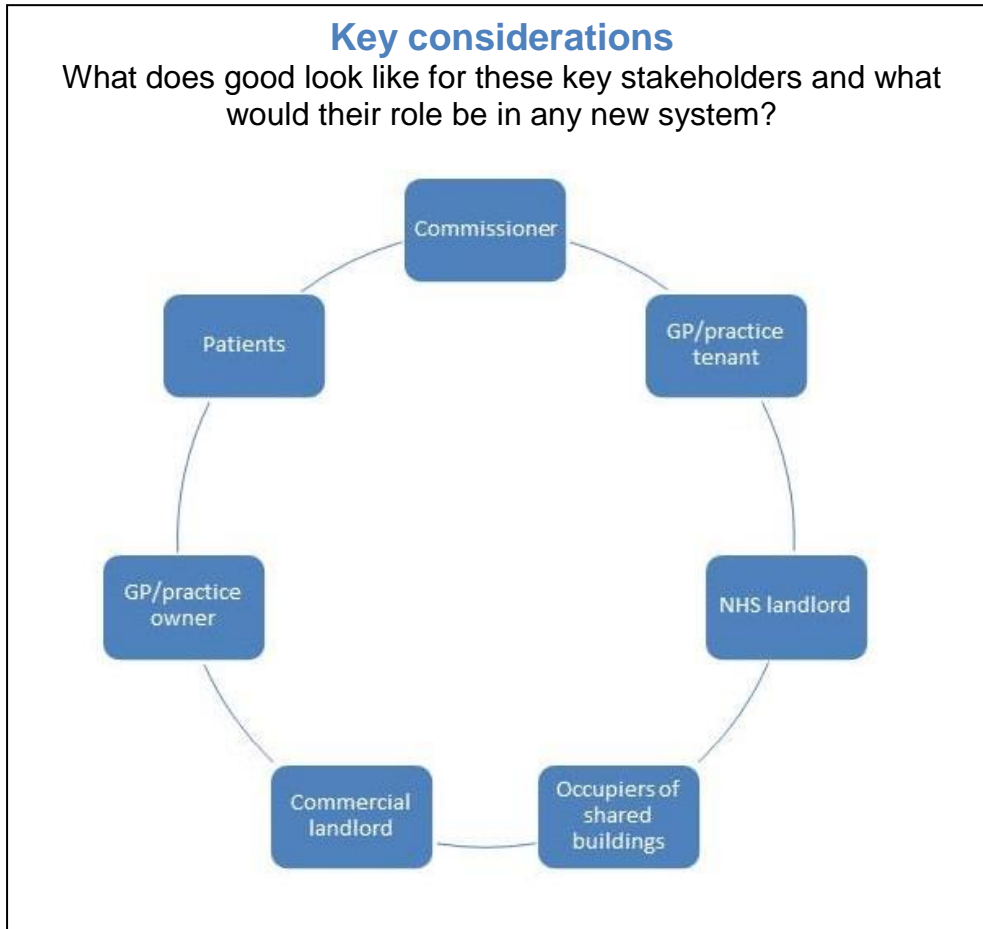 Key considerations
What does good look like for these key stakeholders and what
would their role be in any new system?
Commissioner
GP/practice
tenant
NHS landlord
Occupiers of
shared
buildings
Commercial
landlord
GP/practice
owner
Patients